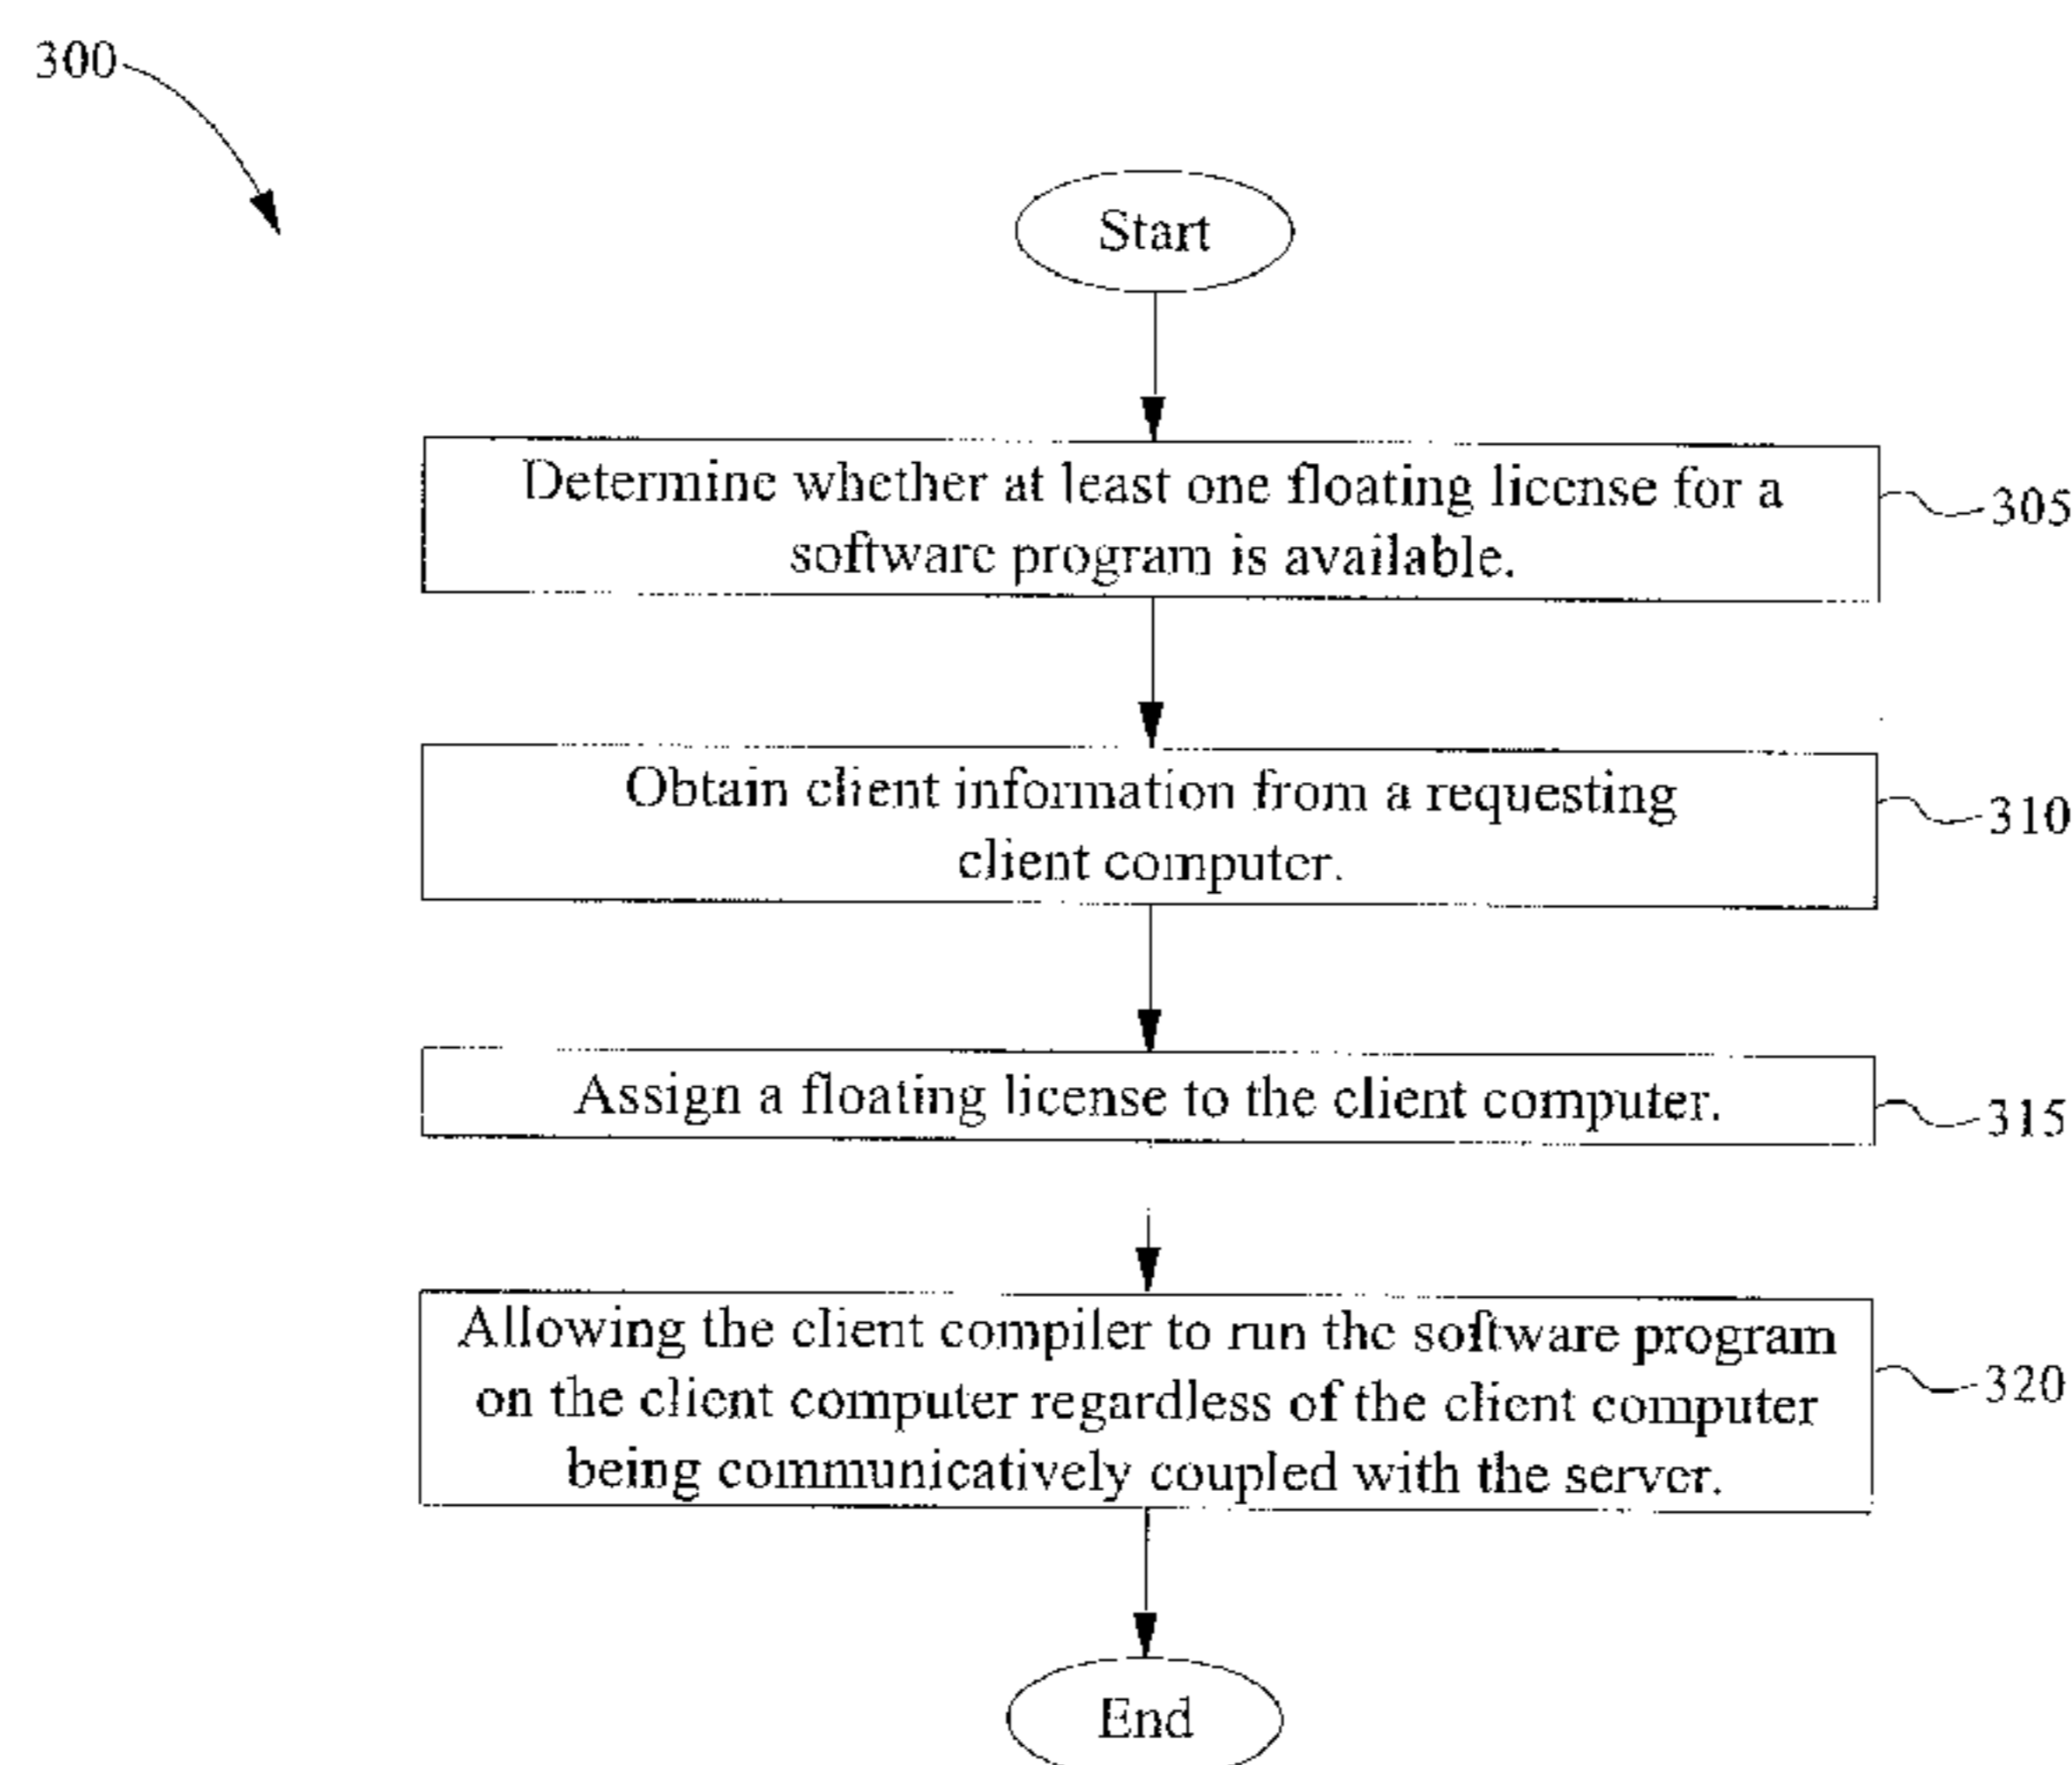 300
Start
Determine whether at least one floating license for a
software program is available.
305
Obtain client information from a requesting
client computer.
310
Assign a floating license to the client computer.
315
Allowing the client compiler to run the software program
on the client computer regardless of the client computer
being communicatively coupled with the server.
320
End